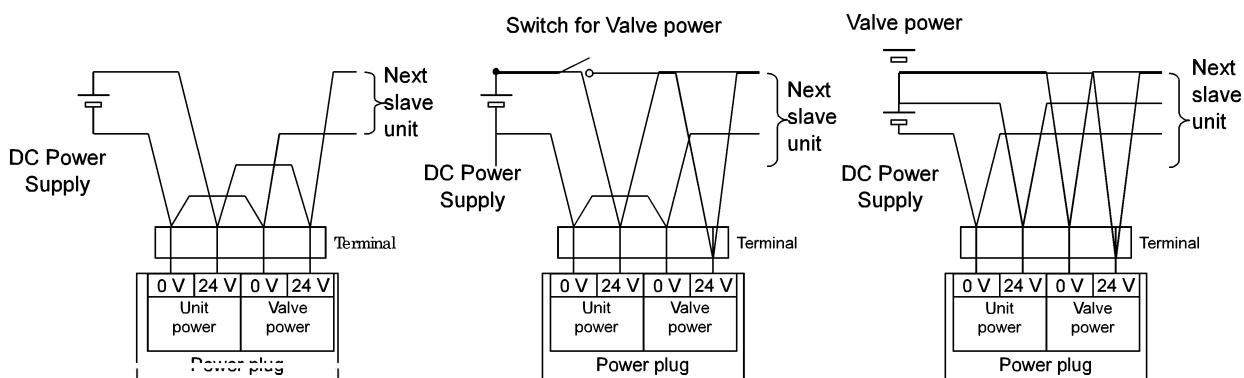 Switch for Valve power
Valve power
Next
slave
unit
DC Power
Supply
Terminal
0 V 24 V 0 V 24 V
Unit
power
Valve
power
Power plug
Next
slave
unit
DC Power
Supply
Terminal
0 V 24 V 0 V 24 V
Unit
power
Valve
power
Power plug
Next
slave
unit
DC Power
Supply
Terminal
0 V 24 V 0 V 24 V
Unit
power
Valve
power
Power plug